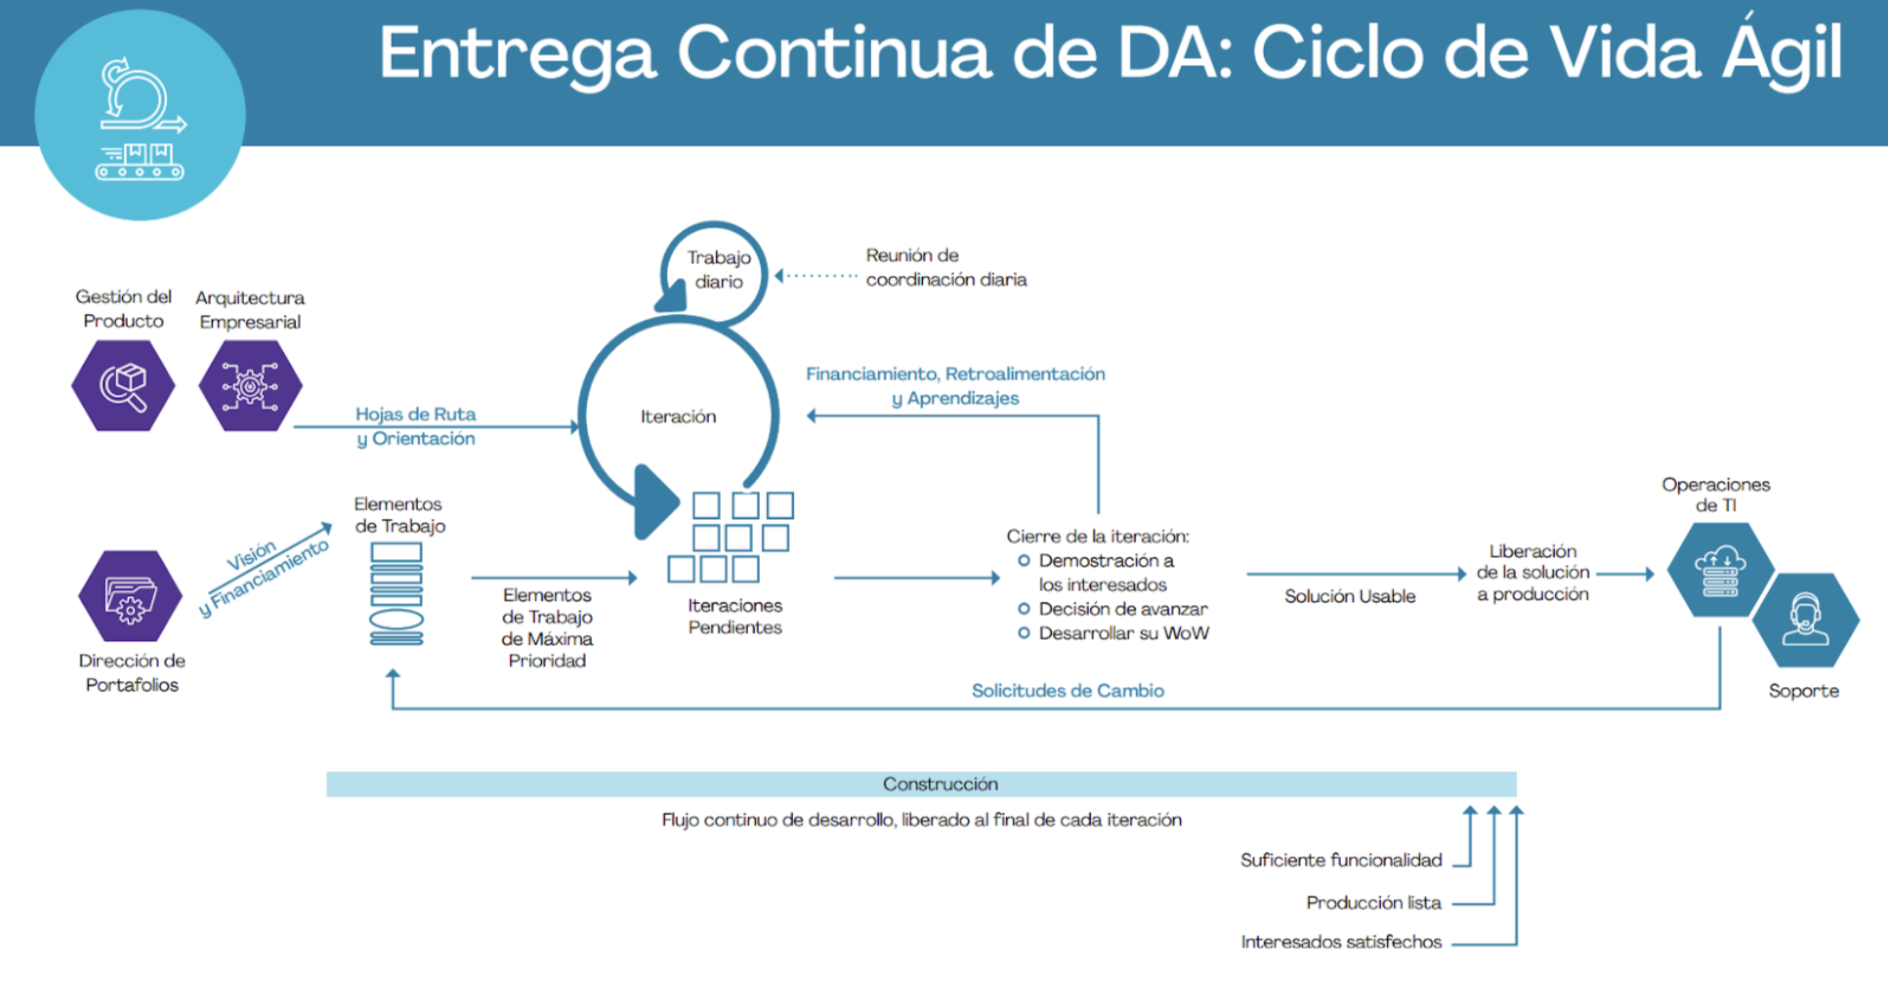 Entrega Continua de DA: Ciclo de Vida Ágil
Trabajo
diario
Reunión de
coordinación diaria
Gestión del
Producto
Arquitectura
Empresarial
Hojas de Ruta
y Orientación
Iteración
Financiamiento, Retroalimentación
y Aprendizajes
Visión
y Financiamiento
Dirección de
Portafolios
Elementos
de Trabajo
Elementos
de Trabajo
de Máxima
Prioridad
Iteraciones
Pendientes
Cierre de la iteración:
Demostración a
los interesados
Decisión de avanzar
Desarrollar su WoW
Solución Usable
Liberación
de la solución
a producción
Operaciones
de TI
Soporte
Solicitudes de Cambio
Construcción
Flujo continuo de desarrollo, liberado al final de cada iteración
Suficiente funcionalidad
Producción lista
Interesados satisfechos